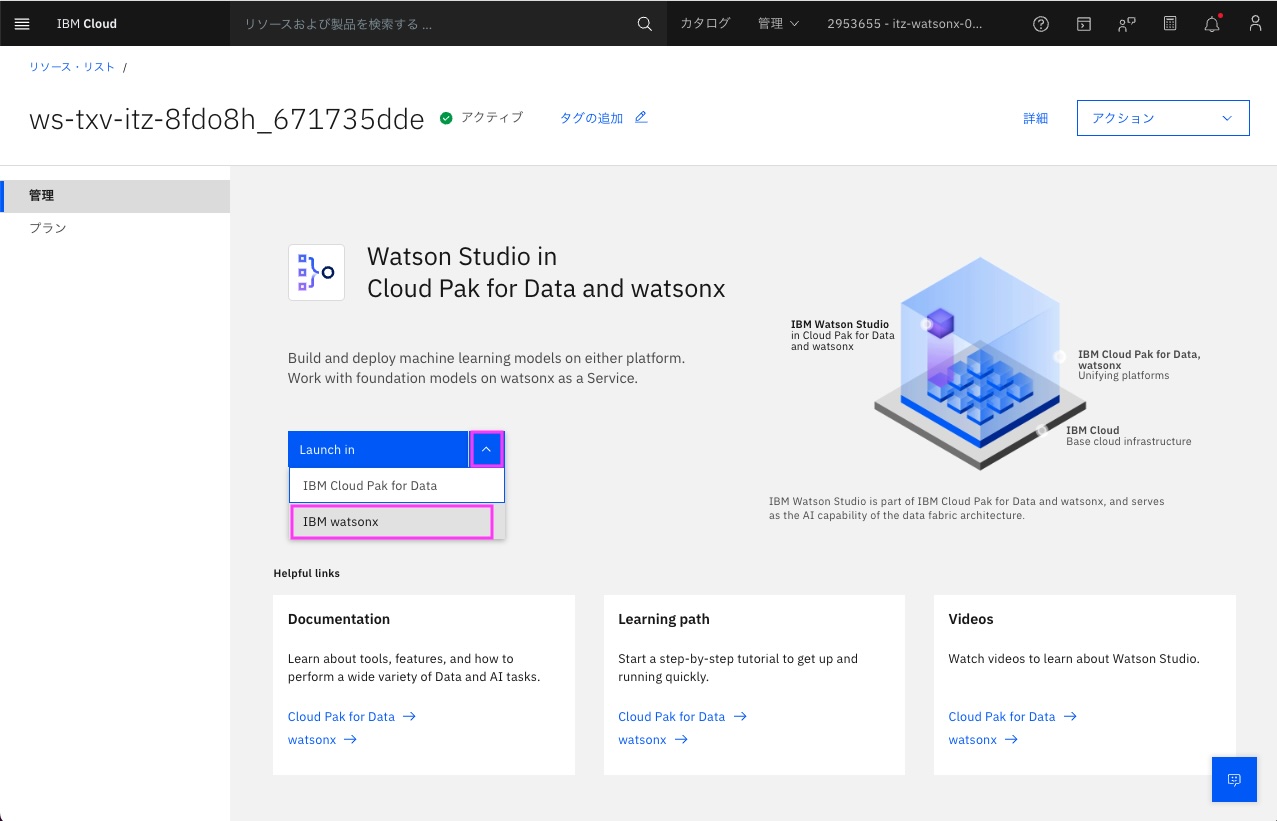 IBM Cloud
リソースおよび製品を検索する ...
カタログ
管理
2953655 - itz-watsonx-0...
リソース・リスト /
ws-txv-itz-8fdo8h_671735dde
アクティブ
タグの追加
詳細
アクション
管理
プラン
Watson Studio in
Cloud Pak for Data and watsonx
Build and deploy machine learning models on either platform.
Work with foundation models on watsonx as a Service.
Launch in
IBM Cloud Pak for Data
IBM watsonx
IBM Watson Studio
in Cloud Pak for Data
and watsonx
IBM Cloud Pak for Data,
watsonx
Unifying platforms
IBM Cloud
Base cloud infrastructure
IBM Watson Studio is part of IBM Cloud Pak for Data and watsonx, and serves
as the AI capability of the data fabric architecture.
Helpful links
Documentation
Learn about tools, features, and how to
perform a wide variety of Data and AI tasks.
Cloud Pak for Data →
watsonx →
Learning path
Start a step-by-step tutorial to get up and
running quickly.
Cloud Pak for Data →
watsonx →
Videos
Watch videos to learn about Watson Studio.
Cloud Pak for Data →
watsonx →